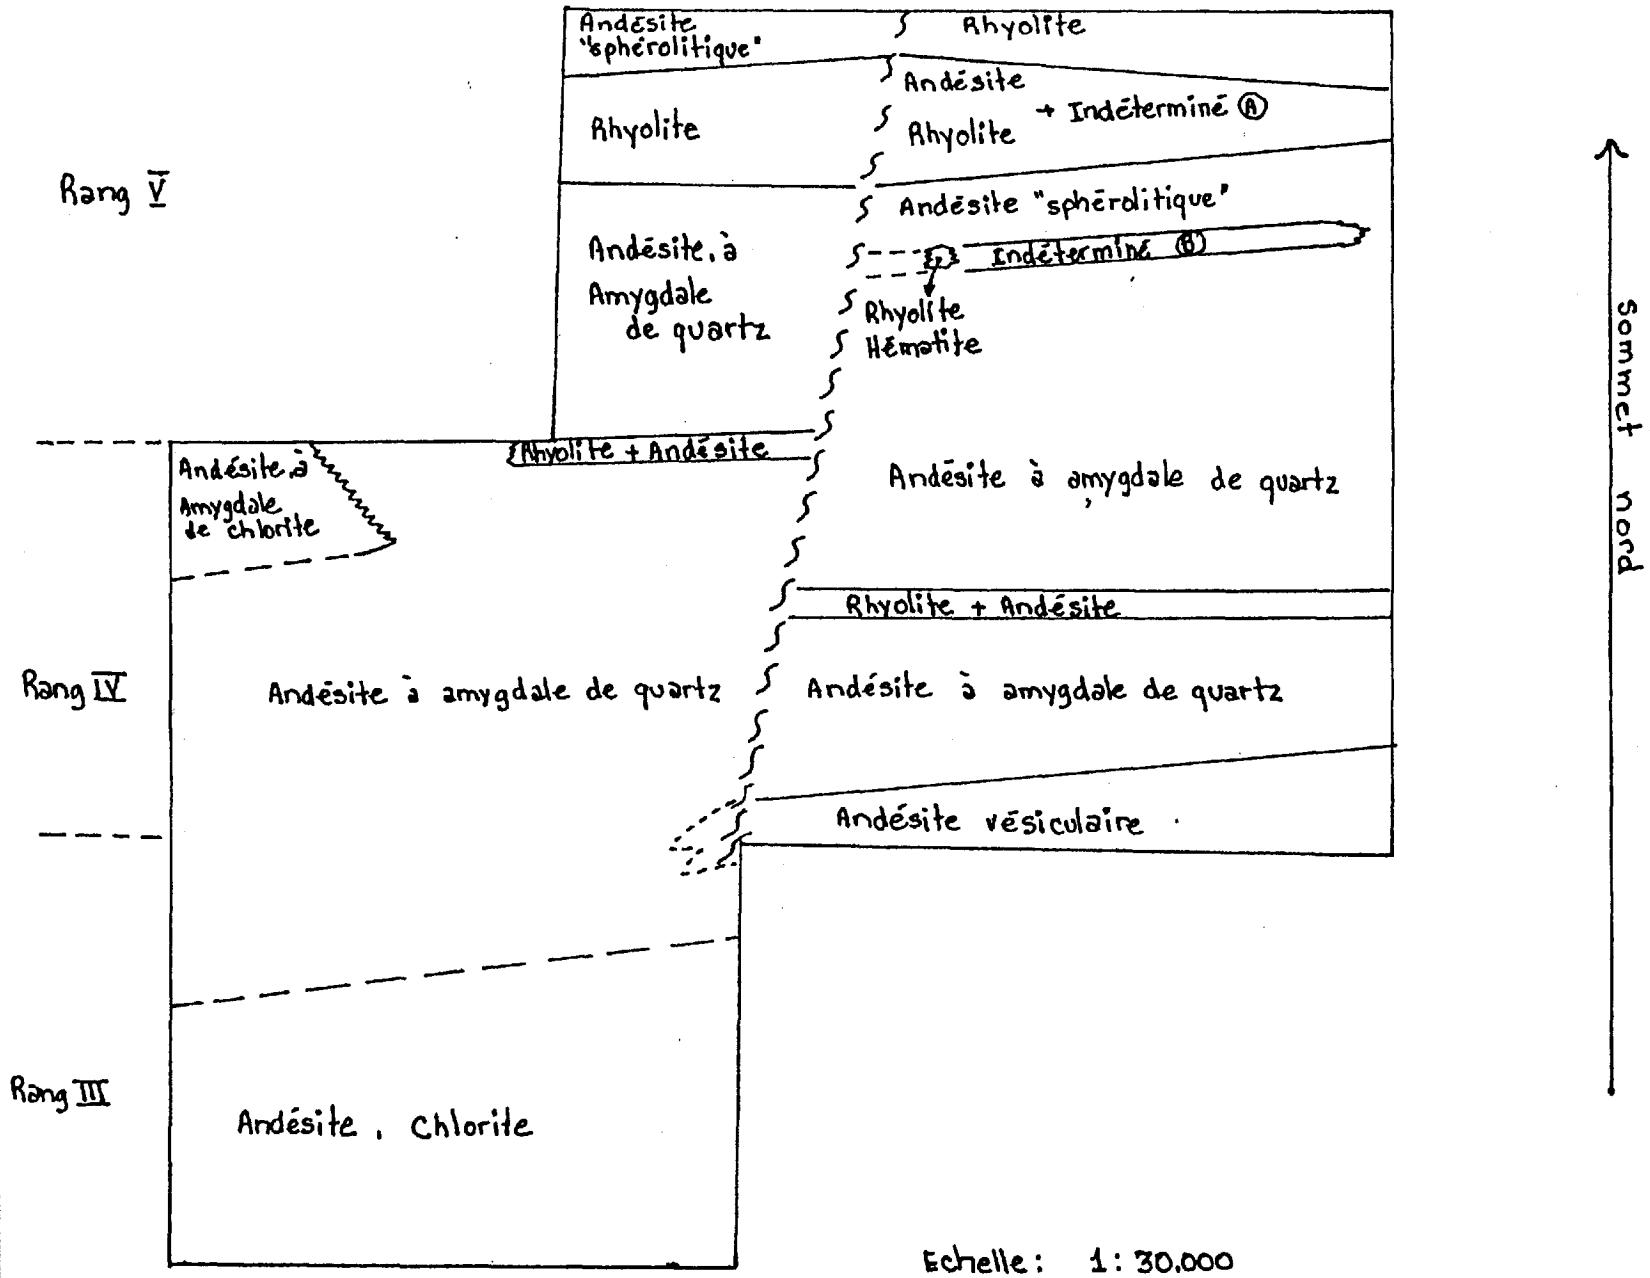 Andésite
"sphérolitique"
Rhyolite
Andésite
+ Indéterminé Ⓐ
Rhyolite
Rhyolite
Rang V
Andésite "sphérolitique"
Andésite, à
Amygdale
de quartz
Indéterminé Ⓑ
Rhyolite
Hématite
Rhyolite + Andésite
Andésite à
Amygdale
de chlorite
Andésite à amygdale de quartz
Rhyolite + Andésite
Rang IV
Andésite à amygdale de quartz
Andésite à amygdale de quartz
Andésite vésiculaire
Rang III
Andésite, Chlorite
Sommet nord
Echelle: 1:30,000